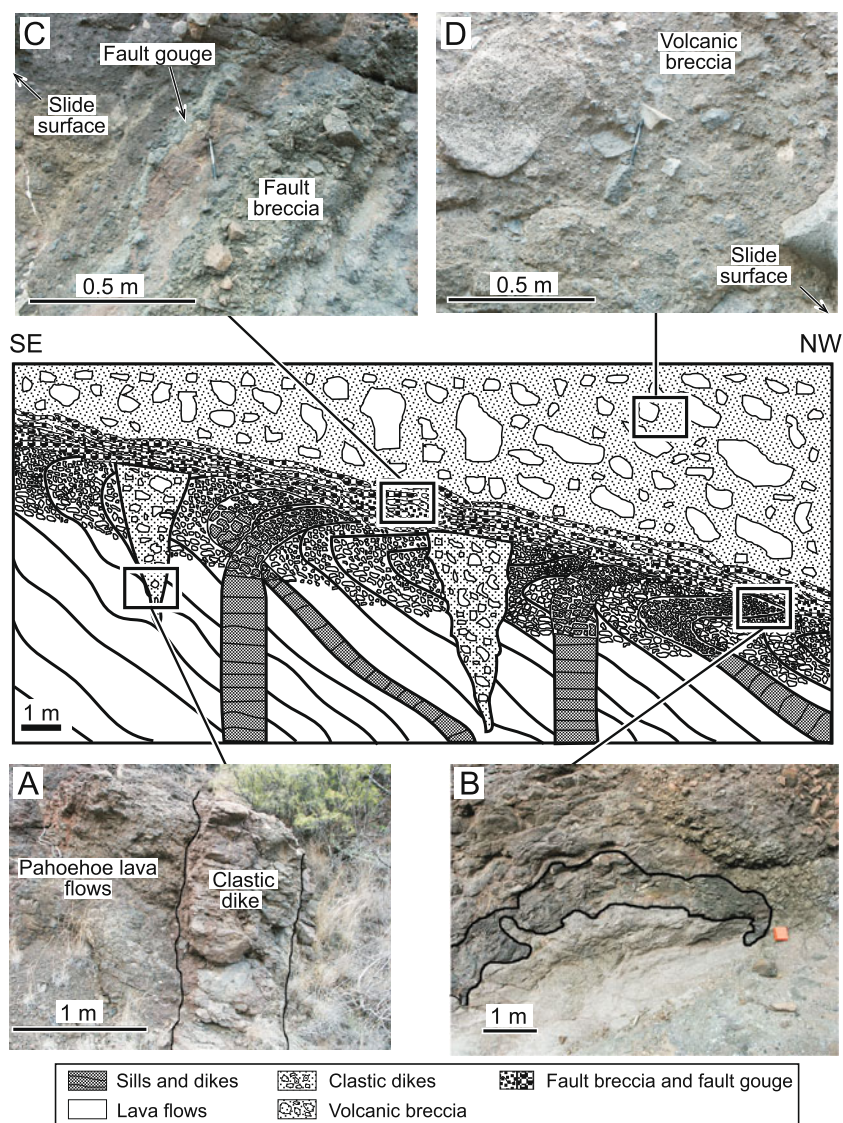 C
Fault gouge
Slide
surface
Fault
breccia
0.5 m
D
Volcanic
breccia
Slide
surface
0.5 m
SE
NW
1 m
A
Pahoehoe lava
flows
Clastic
dike
1 m
B
1 m
Sills and dikes
Clastic dikes
Fault breccia and fault gouge
Lava flows
Volcanic breccia